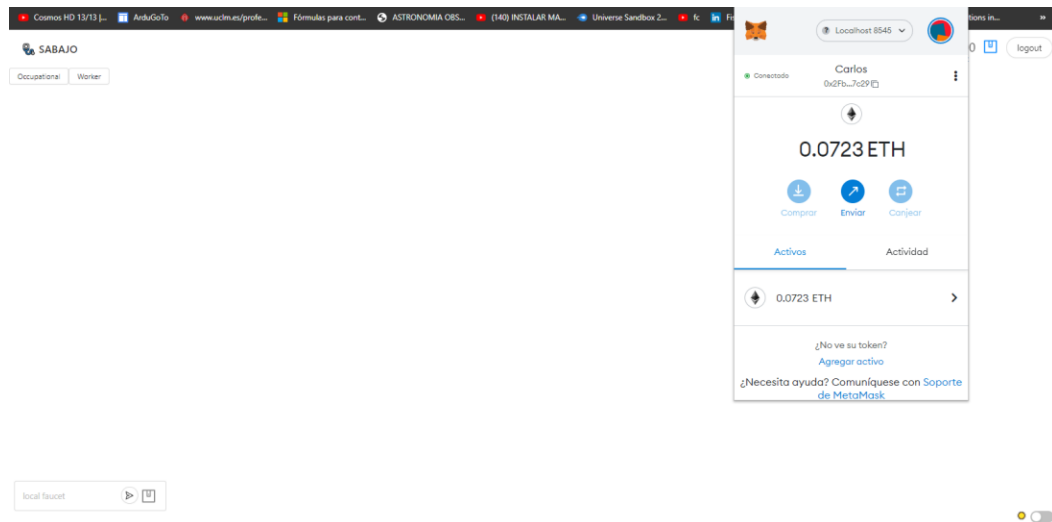 Cosmos HD 13/13 |... ArduGoTo www.uclm.es/profe... Fórmulas para cont... ASTRONOMIA OBS... (140) INSTALAR MA... Universe Sandbox 2... fc Fis tions in... »
SABAJO
Localhost 8545
0
logout
Occupational Worker
Conectado
Carlos
0x2Fb...7c29
0.0723 ETH
Comprar Enviar Canjear
Activos Actividad
0.0723 ETH
¿No ve su token?
Agregar activo
¿Necesita ayuda? Comuníquese con Soporte
de MetaMask
local faucet